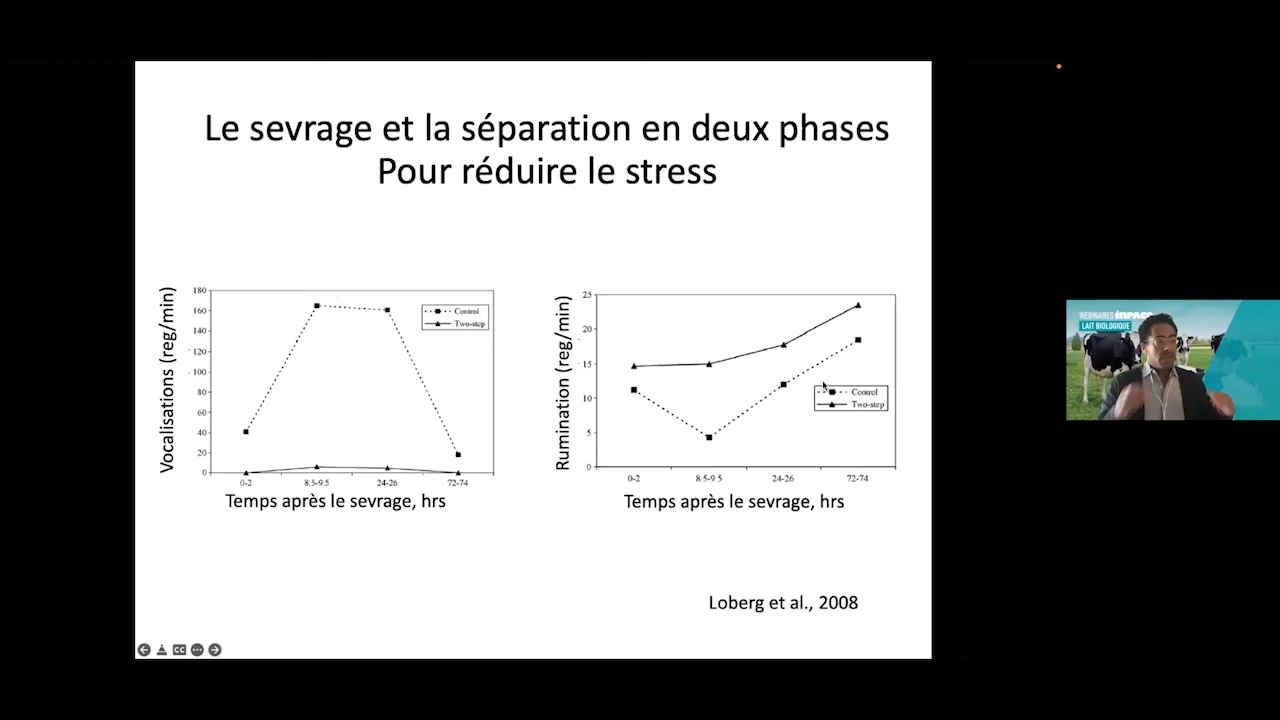 Le sevrage et la séparation en deux phases
Pour réduire le stress
Vocalisations (reg/min)
180
160
140
120
100
80
60
40
20
0
Control
Two-step
0-2
8.5-9.5
24-26
72-74
Temps après le sevrage, hrs
Rumination (reg/min)
25
20
15
10
5
0
Control
Two-step
0-2
8.5-9.5
24-26
72-74
Temps après le sevrage, hrs
Loberg et al., 2008
CC
WEBINAIRES
LAIT BIOLOGIQUE